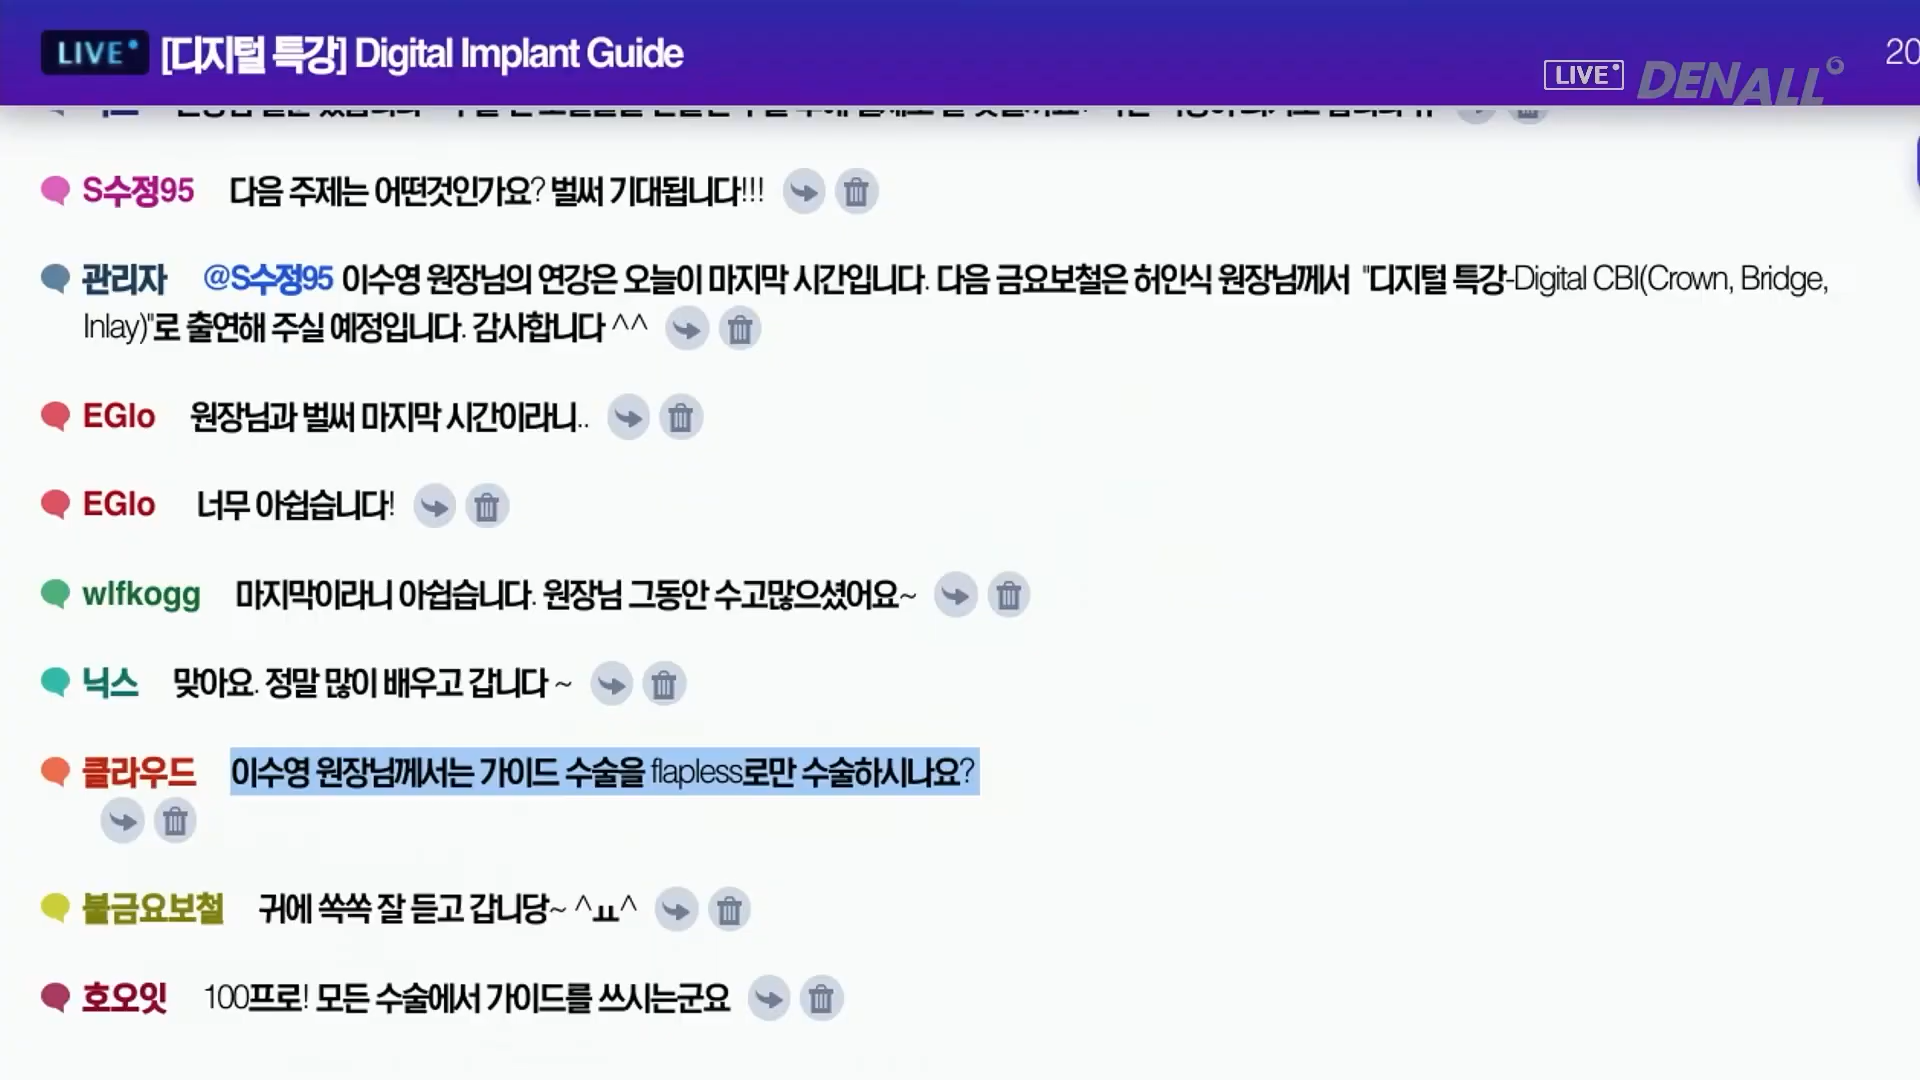 LIVE [디지털 특강] Digital Implant Guide
LIVE DENALL
20
S수정95 다음 주제는 어떤것인가요? 벌써 기대됩니다!!!
관리자 @S수정95 이수영 원장님의 연강은 오늘이 마지막 시간입니다. 다음 금요보철은 허인식 원장님께서 "디지털 특강-Digital CBI(Crown, Bridge,
Inlay)"로 출연해 주실 예정입니다. 감사합니다 ^^
EGlo 원장님과 벌써 마지막 시간이라니..
EGlo 너무 아쉽습니다!
wlfkogg 마지막이라니 아쉽습니다. 원장님 그동안 수고많으셨어요~
닉스 맞아요. 정말 많이 배우고 갑니다 ~
클라우드 이수영 원장님께서는 가이드 수술을 flapless로만 수술하시나요?
불금요보철 귀에 쏙쏙 잘 듣고 갑니당~ ^ㅛ^
호오잇 100프로! 모든 수술에서 가이드를 쓰시는군요